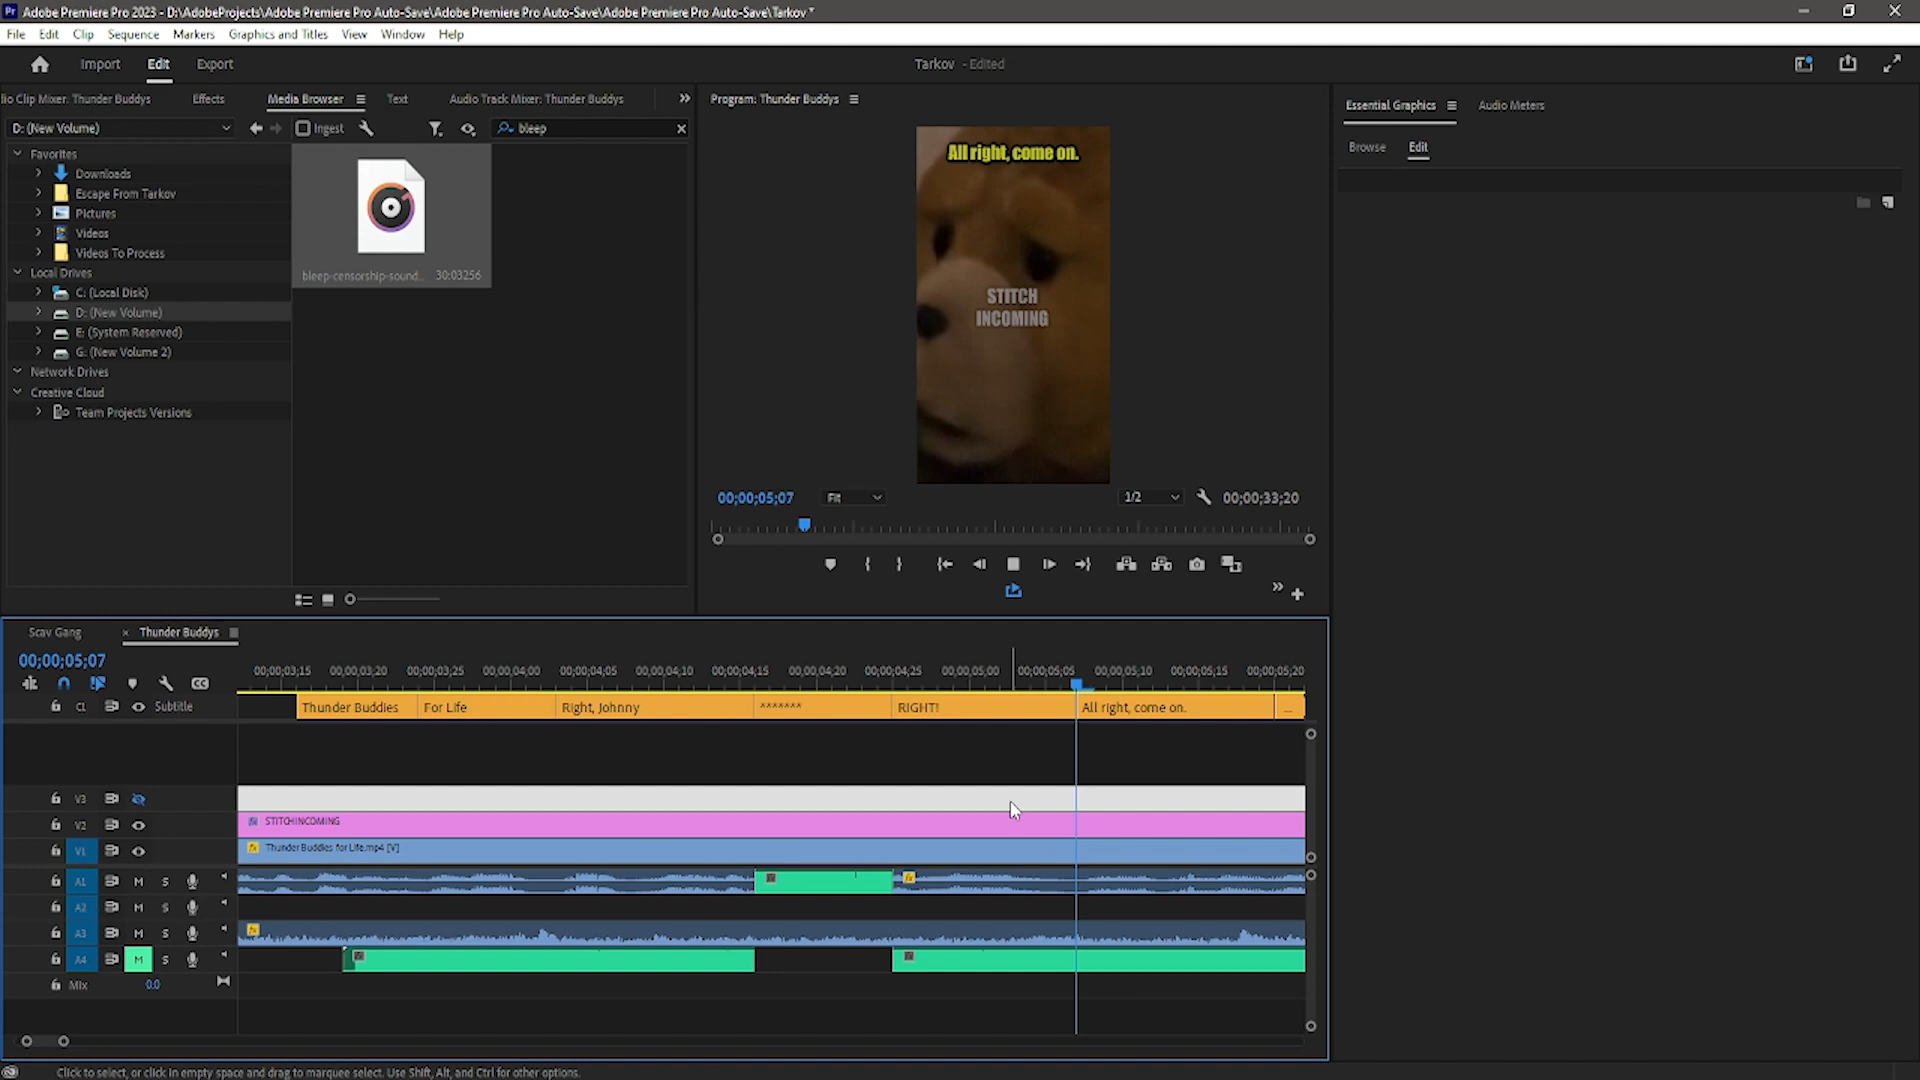 Adobe Premiere Pro 2023 - D:\AdobeProjects\Adobe Premiere Pro Auto-Save\Adobe Premiere Pro Auto-Save\Adobe Premiere Pro Auto-Save\Tarkov *
File Edit Clip Sequence Markers Graphics and Titles View Window Help
Import Edit Export
Tarkov - Edited
io Clip Mixer: Thunder Buddys Effects Media Browser Text Audio Track Mixer: Thunder Buddys
D: (New Volume) Ingest bleep
Favorites
Downloads
Escape From Tarkov
Pictures
Videos
Videos To Process
Local Drives
C: (Local Disk)
D: (New Volume)
E: (System Reserved)
G: (New Volume 2)
Network Drives
Creative Cloud
Team Projects Versions
bleep-censorship-sound... 30:03256
Program: Thunder Buddys
All right, come on.
STITCH
INCOMING
00;00;05;07 Fit 1/2 00;00;33;20
Essential Graphics Audio Meters
Browse Edit
Scav Gang × Thunder Buddys
00;00;05;07
00;00;03;15 00;00;03;20 00;00;03;25 00;00;04;00 00;00;04;05 00;00;04;10 00;00;04;15 00;00;04;20 00;00;04;25 00;00;05;00 00;00;05;05 00;00;05;10 00;00;05;15 00;00;05;20
C1 Subtitle Thunder Buddies For Life Right, Johnny ******* RIGHT! All right, come on. ...
V3
V2 fx STITCHINCOMING
V1 fx Thunder Buddies for Life.mp4 [V]
A1 M S
A2 M S
A3 M S
A4 M S
Mix 0.0
Click to select, or click in empty space and drag to marquee select. Use Shift, Alt, and Ctrl for other options.